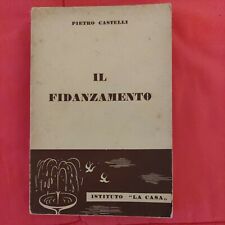 PIETRO CASTELLI
IL
FIDANZAMENTO
ISTITUTO "LA CASA„